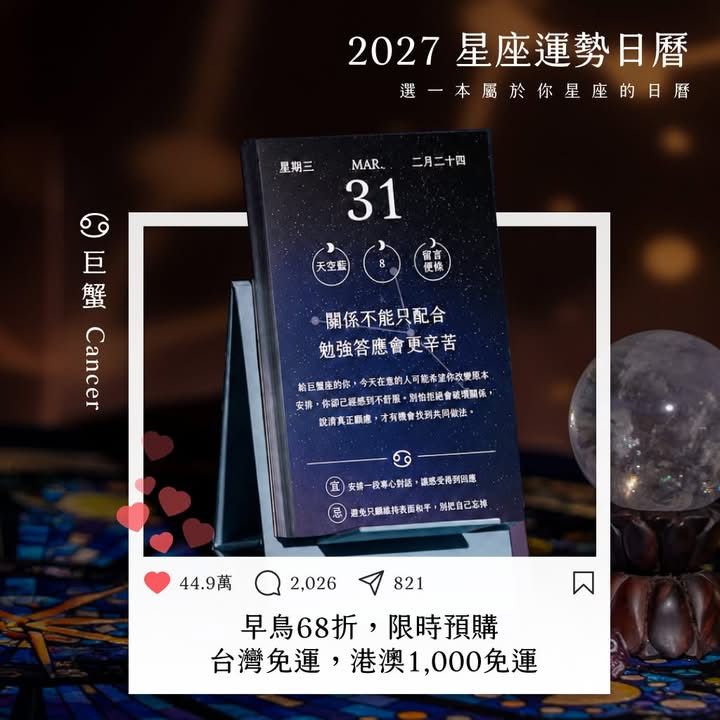 2027 星座運勢日曆
選一本屬於你星座的日曆
♋ 巨蟹 Cancer
星期三 MAR. 二月二十四
31
天空藍 8 留言便條
關係不能只配合
勉強答應會更辛苦
給巨蟹座的你，今天在意的人可能希望你改變原本
安排，你卻已經感到不舒服。別怕拒絕會破壞關係，
說清真正顧慮，才有機會找到共同做法。
♋
宜 安排一段專心對話，讓感受得到回應
忌 避免只顧維持表面和平，別把自己忘掉
44.9萬 2,026 821
早鳥68折，限時預購
台灣免運，港澳1,000免運